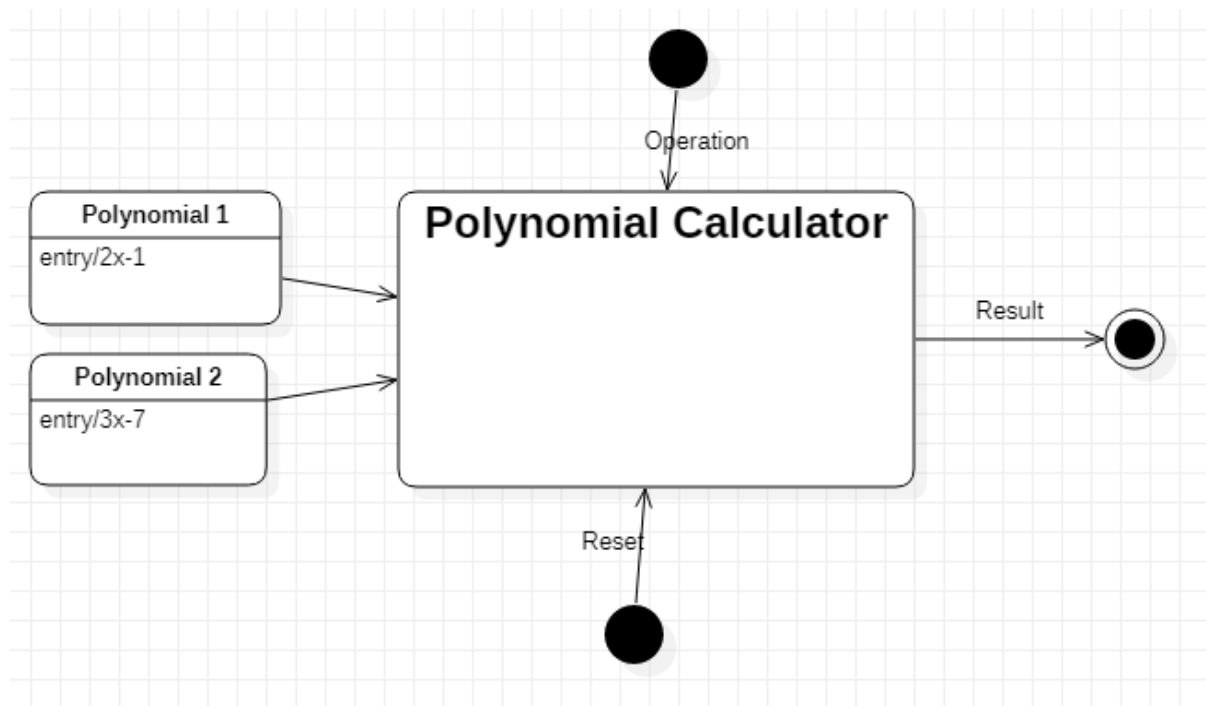 Operation
Polynomial 1
entry/2x-1
Polynomial Calculator
Result
Polynomial 2
entry/3x-7
Reset